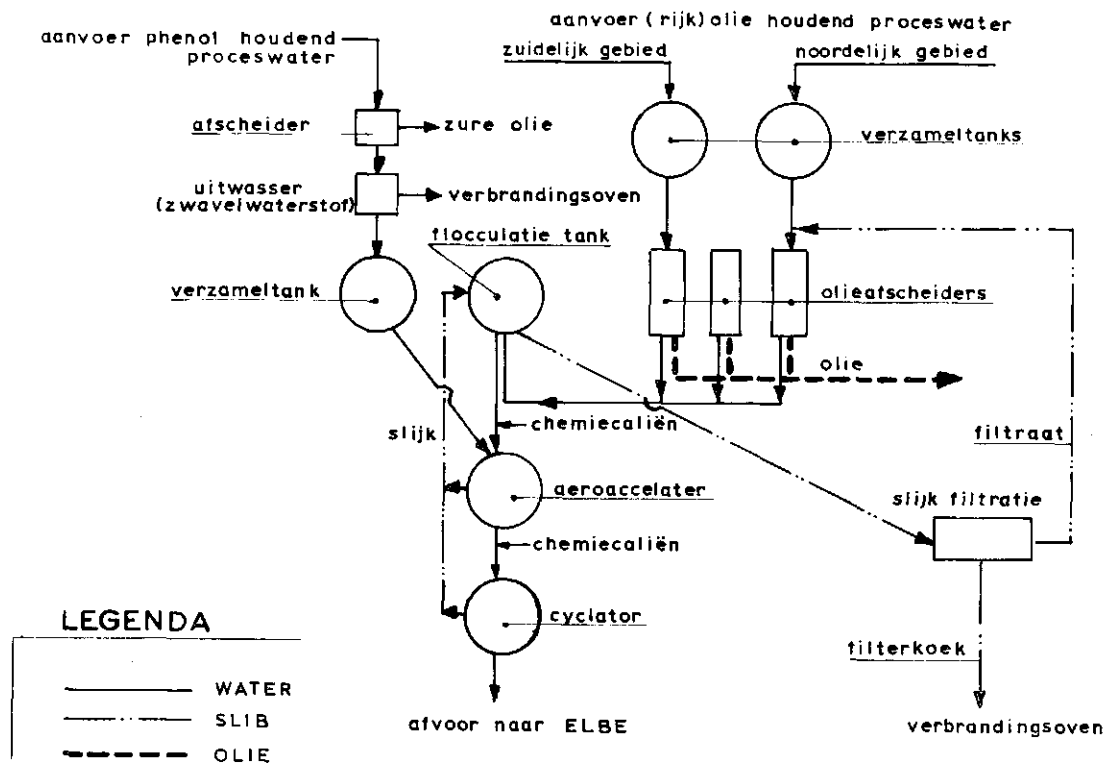 aanvoer phenol houdend
proceswater
aanvoer (rijk) olie houdend proceswater
zuidelijk gebied
noordelijk gebied
afscheider
zure olie
verzameltanks
uitwasser
(zwavelwaterstof)
verbrandingsoven
flocculatie tank
verzameltank
olieafscheiders
olie
slijk
chemiecaliën
filtraat
aeroaccelater
slijk filtratie
chemiecaliën
cyclator
filterkoek
afvoor naar ELBE
verbrandingsoven
LEGENDA
WATER
SLIB
OLIE